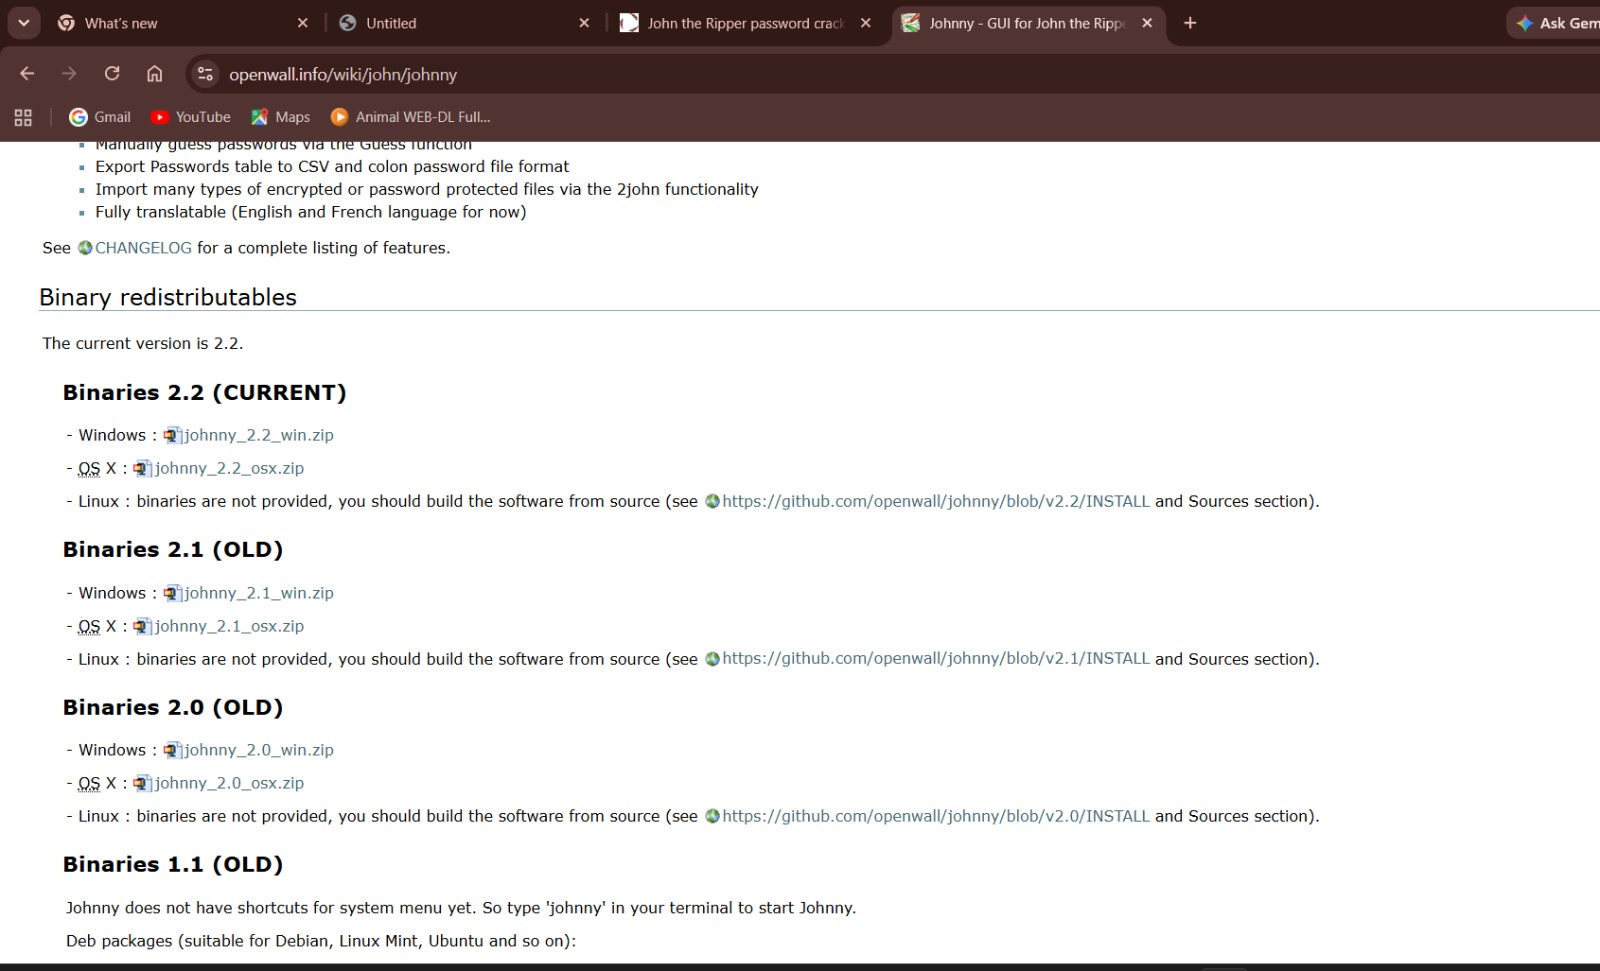 What's new
Untitled
John the Ripper password crack
Johnny - GUI for John the Rippe
Ask Gem
openwall.info/wiki/john/johnny
Gmail
YouTube
Maps
Animal WEB-DL Full...
Manually guess passwords via the Guess function
Export Passwords table to CSV and colon password file format
Import many types of encrypted or password protected files via the 2john functionality
Fully translatable (English and French language for now)
See CHANGELOG for a complete listing of features.
Binary redistributables
The current version is 2.2.
Binaries 2.2 (CURRENT)
- Windows : johnny_2.2_win.zip
- OS X : johnny_2.2_osx.zip
- Linux : binaries are not provided, you should build the software from source (see https://github.com/openwall/johnny/blob/v2.2/INSTALL and Sources section).
Binaries 2.1 (OLD)
- Windows : johnny_2.1_win.zip
- OS X : johnny_2.1_osx.zip
- Linux : binaries are not provided, you should build the software from source (see https://github.com/openwall/johnny/blob/v2.1/INSTALL and Sources section).
Binaries 2.0 (OLD)
- Windows : johnny_2.0_win.zip
- OS X : johnny_2.0_osx.zip
- Linux : binaries are not provided, you should build the software from source (see https://github.com/openwall/johnny/blob/v2.0/INSTALL and Sources section).
Binaries 1.1 (OLD)
Johnny does not have shortcuts for system menu yet. So type 'johnny' in your terminal to start Johnny.
Deb packages (suitable for Debian, Linux Mint, Ubuntu and so on):